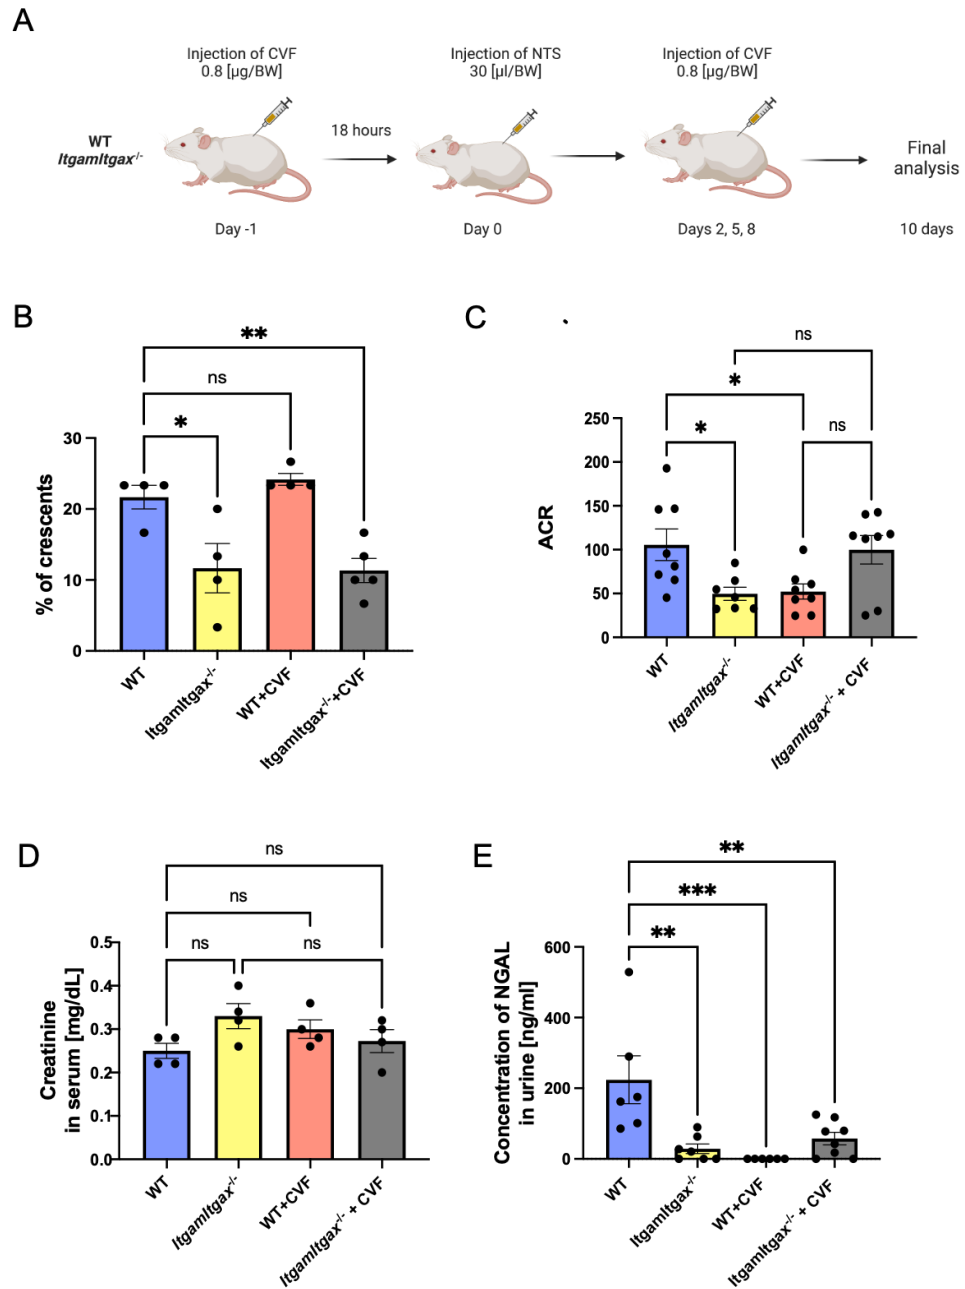 A
Injection of CVF
0.8 [µg/BW]
Injection of NTS
30 [µl/BW]
Injection of CVF
0.8 [µg/BW]
WT
ItgamItgax-/-
18 hours
Final
analysis
Day -1
Day 0
Days 2, 5, 8
10 days
B
**
ns
*
% of crescents
30
20
10
0
WT
ItgamItgax-/-
WT+CVF
ItgamItgax-/-+CVF
C
ns
*
*
ns
ACR
250
200
150
100
50
0
WT
ItgamItgax-/-
WT+CVF
ItgamItgax-/- + CVF
D
ns
ns
ns
ns
Creatinine
in serum [mg/dL]
0.5
0.4
0.3
0.2
0.1
0.0
WT
ItgamItgax-/-
WT+CVF
ItgamItgax-/- + CVF
E
**
***
**
Concentration of NGAL
in urine [ng/ml]
600
400
200
0
WT
ItgamItgax-/-
WT+CVF
ItgamItgax-/- + CVF